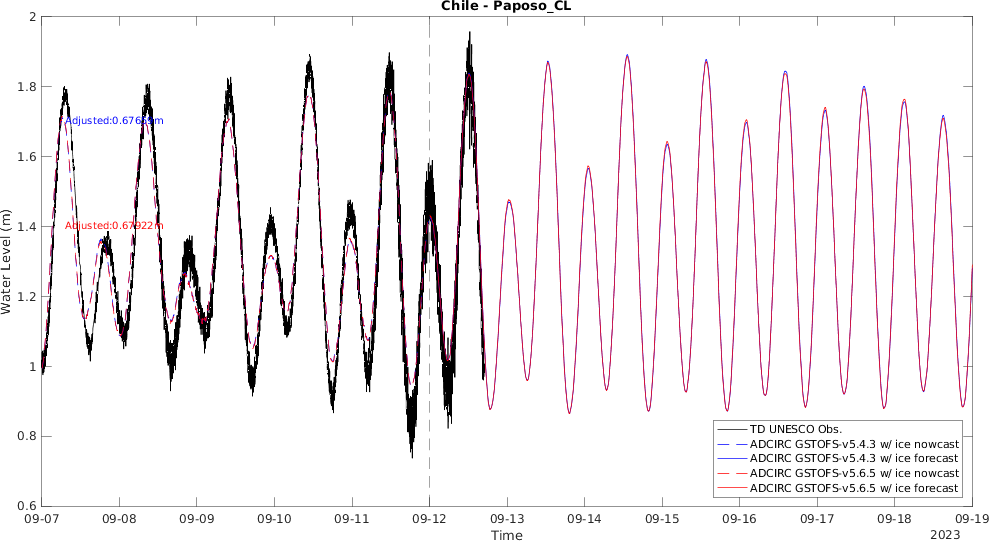 Chile - Paposo_CL
2
1.8
1.6
1.4
1.2
1
0.8
0.6
Water Level (m)
Adjusted:0.67922m
TD UNESCO Obs.
ADCIRC GSTOFS-v5.4.3 w/ ice nowcast
ADCIRC GSTOFS-v5.4.3 w/ ice forecast
ADCIRC GSTOFS-v5.6.5 w/ ice nowcast
ADCIRC GSTOFS-v5.6.5 w/ ice forecast
09-07 09-08 09-09 09-10 09-11 09-12 09-13 09-14 09-15 09-16 09-17 09-18 09-19
Time
2023